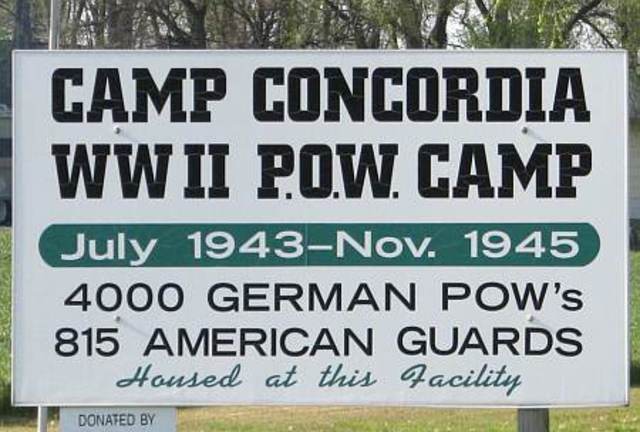 CAMP CONCORDIA
WW II P.O.W. CAMP
July 1943–Nov. 1945
4000 GERMAN POW's
815 AMERICAN GUARDS
Housed at this Facility
DONATED BY